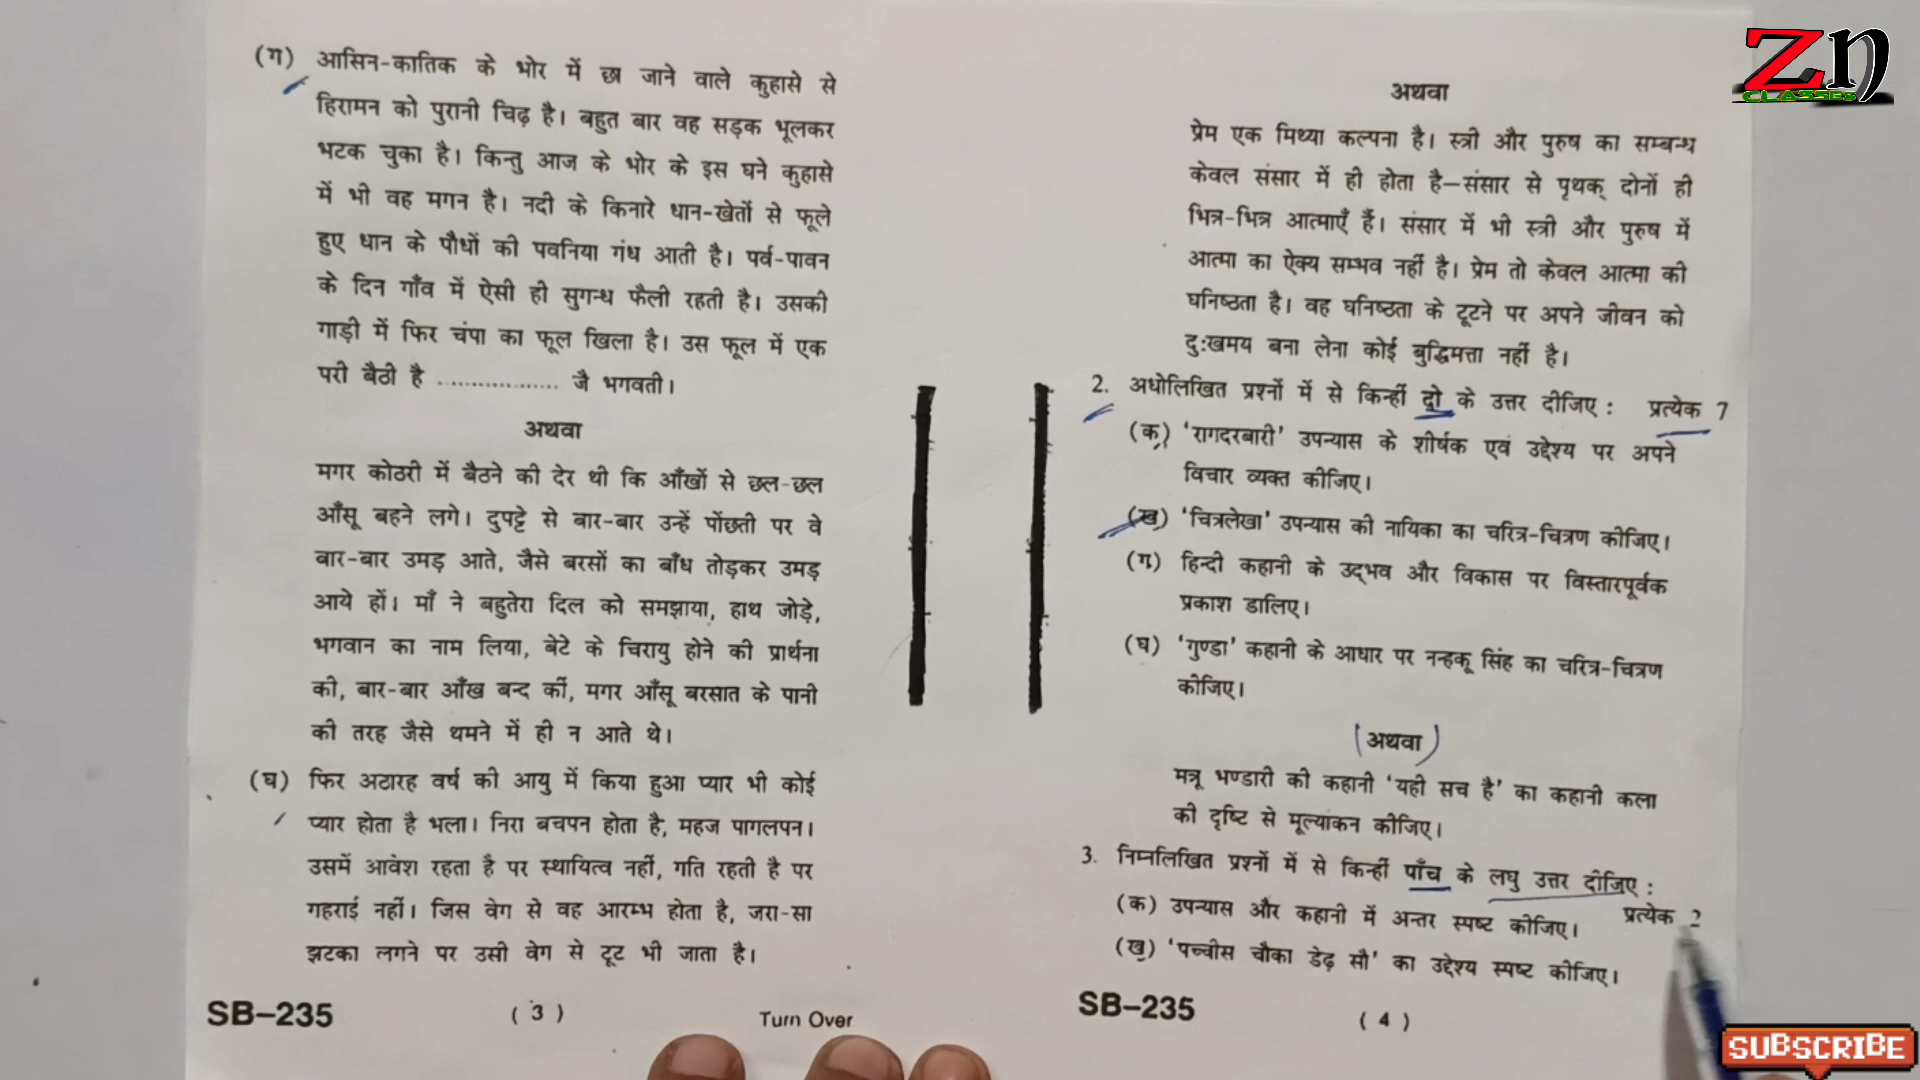 (ग) आसिन-कातिक के भोर में छा जाने वाले कुहासे से
हिरामन को पुरानी चिढ़ है। बहुत बार वह सड़क भूलकर
भटक चुका है। किन्तु आज के भोर के इस घने कुहासे
में भी वह मगन है। नदी के किनारे धान-खेतों से फूले
हुए धान के पौधों की पवनिया गंध आती है। पर्व-पावन
के दिन गाँव में ऐसी ही सुगन्ध फैली रहती है। उसकी
गाड़ी में फिर चंपा का फूल खिला है। उस फूल में एक
परी बैठी है .................. जै भगवती।
अथवा
मगर कोठरी में बैठने की देर थी कि आँखों से छल-छल
आँसू बहने लगे। दुपट्टे से बार-बार उन्हें पोंछती पर वे
बार-बार उमड़ आते, जैसे बरसों का बाँध तोड़कर उमड़
आये हों। माँ ने बहुतेरा दिल को समझाया, हाथ जोड़े,
भगवान का नाम लिया, बेटे के चिरायु होने की प्रार्थना
की, बार-बार आँख बन्द कीं, मगर आँसू बरसात के पानी
की तरह जैसे थमने में ही न आते थे।
(घ) फिर अठारह वर्ष की आयु में किया हुआ प्यार भी कोई
प्यार होता है भला। निरा बचपन होता है, महज पागलपन।
उसमें आवेश रहता है पर स्थायित्व नहीं, गति रहती है पर
गहराई नहीं। जिस वेग से वह आरम्भ होता है, जरा-सा
झटका लगने पर उसी वेग से टूट भी जाता है।
SB–235
( 3 )
Turn Over
अथवा
प्रेम एक मिथ्या कल्पना है। स्त्री और पुरुष का सम्बन्ध
केवल संसार में ही होता है–संसार से पृथक् दोनों ही
भिन्न-भिन्न आत्माएँ हैं। संसार में भी स्त्री और पुरुष में
आत्मा का ऐक्य सम्भव नहीं है। प्रेम तो केवल आत्मा की
घनिष्ठता है। वह घनिष्ठता के टूटने पर अपने जीवन को
दुःखमय बना लेना कोई बुद्धिमत्ता नहीं है।
2. अधोलिखित प्रश्नों में से किन्हीं दो के उत्तर दीजिए : प्रत्येक 7
(क) ‘रागदरबारी’ उपन्यास के शीर्षक एवं उद्देश्य पर अपने
विचार व्यक्त कीजिए।
(ख) ‘चित्रलेखा’ उपन्यास की नायिका का चरित्र-चित्रण कीजिए।
(ग) हिन्दी कहानी के उद्भव और विकास पर विस्तारपूर्वक
प्रकाश डालिए।
(घ) ‘गुण्डा’ कहानी के आधार पर नन्हकू सिंह का चरित्र-चित्रण
कीजिए।
(अथवा)
मन्नू भण्डारी की कहानी ‘यही सच है’ का कहानी कला
की दृष्टि से मूल्यांकन कीजिए।
3. निम्नलिखित प्रश्नों में से किन्हीं पाँच के लघु उत्तर दीजिए :
प्रत्येक 2
(क) उपन्यास और कहानी में अन्तर स्पष्ट कीजिए।
(ख) ‘पच्चीस चौका डेढ़ सौ’ का उद्देश्य स्पष्ट कीजिए।
SB–235
( 4 )
Zn
CLASSES
SUBSCRIBE